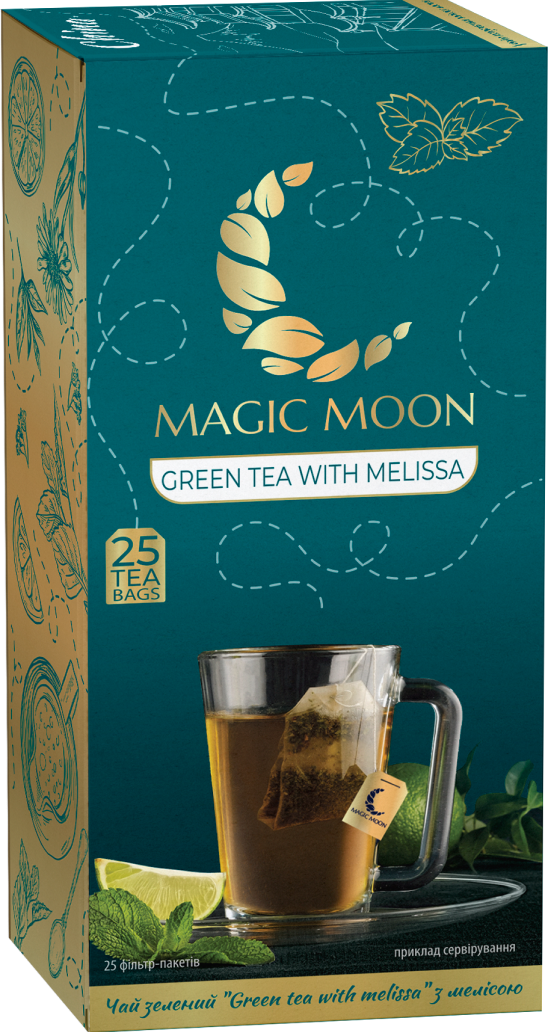 MAGIC MOON
GREEN TEA WITH MELISSA
25
TEA
BAGS
MAGIC MOON
25 фільтр-пакетів
приклад сервірування
Чай зелений "Green tea with melissa" з мелісою